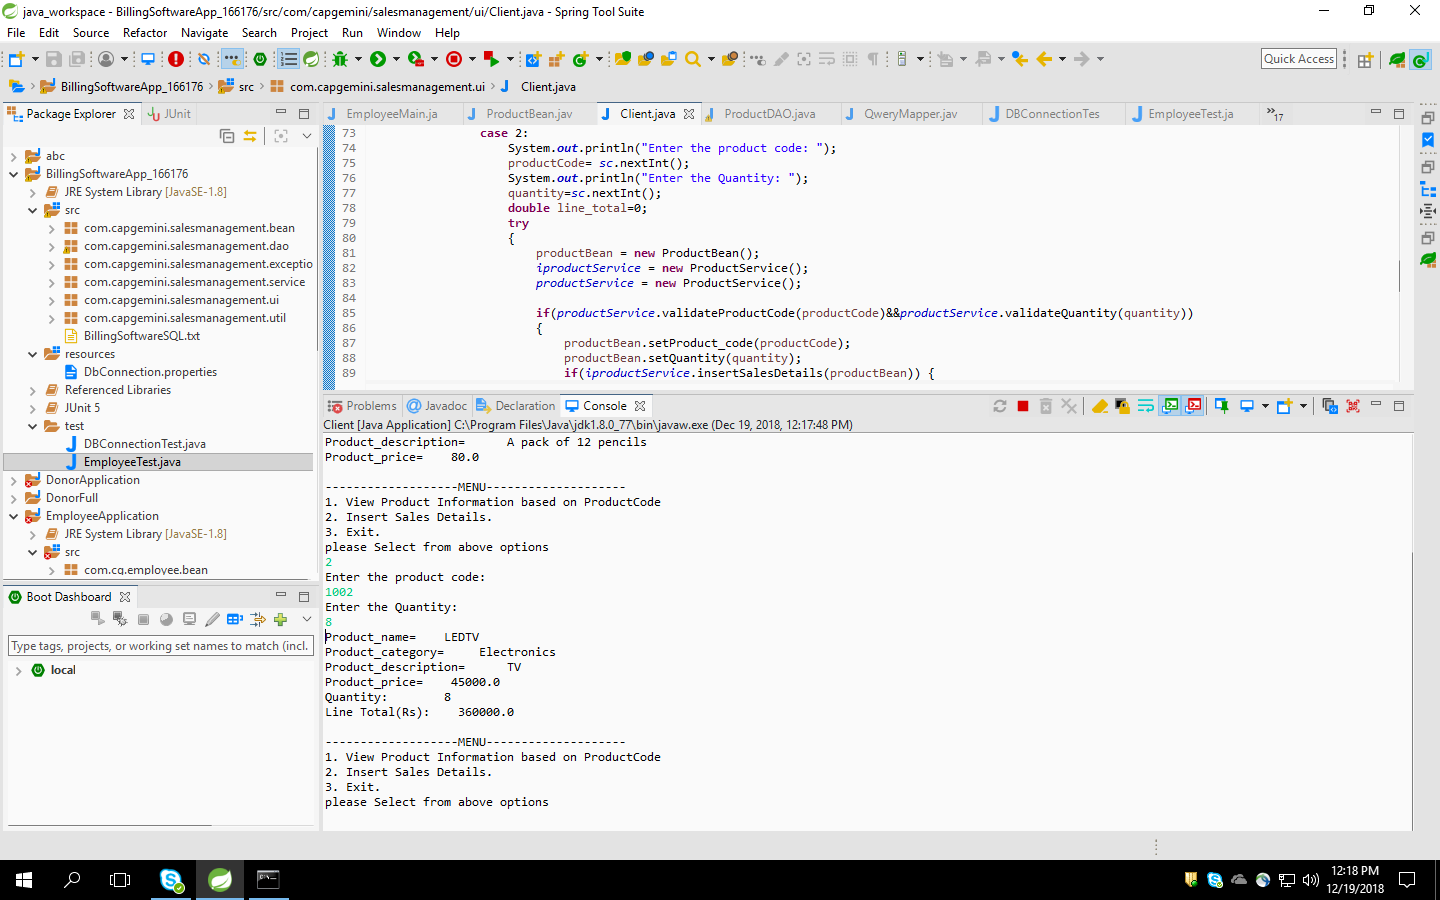 java_workspace - BillingSoftwareApp_166176/src/com/capgemini/salesmanagement/ui/Client.java - Spring Tool Suite
File Edit Source Refactor Navigate Search Project Run Window Help
Quick Access
BillingSoftwareApp_166176 src com.capgemini.salesmanagement.ui Client.java
Package Explorer JUnit
abc
BillingSoftwareApp_166176
JRE System Library [JavaSE-1.8]
src
com.capgemini.salesmanagement.bean
com.capgemini.salesmanagement.dao
com.capgemini.salesmanagement.exceptio
com.capgemini.salesmanagement.service
com.capgemini.salesmanagement.ui
com.capgemini.salesmanagement.util
BillingSoftwareSQL.txt
resources
DbConnection.properties
Referenced Libraries
JUnit 5
test
DBConnectionTest.java
EmployeeTest.java
DonorApplication
DonorFull
EmployeeApplication
JRE System Library [JavaSE-1.8]
src
com.cg.employee.bean
Boot Dashboard
Type tags, projects, or working set names to match (incl.
local
EmployeeMain.ja ProductBean.jav Client.java ProductDAO.java QweryMapper.jav DBConnectionTes EmployeeTest.ja »17
73 case 2:
74 System.out.println("Enter the product code: ");
75 productCode= sc.nextInt();
76 System.out.println("Enter the Quantity: ");
77 quantity=sc.nextInt();
78 double line_total=0;
79 try
80 {
81 productBean = new ProductBean();
82 iproductService = new ProductService();
83 productService = new ProductService();
84
85 if(productService.validateProductCode(productCode)&&productService.validateQuantity(quantity))
86 {
87 productBean.setProduct_code(productCode);
88 productBean.setQuantity(quantity);
89 if(iproductService.insertSalesDetails(productBean)) {
Problems Javadoc Declaration Console
Client [Java Application] C:\Program Files\Java\jdk1.8.0_77\bin\javaw.exe (Dec 19, 2018, 12:17:48 PM)
Product_description= A pack of 12 pencils
Product_price= 80.0
-------------------MENU--------------------
1. View Product Information based on ProductCode
2. Insert Sales Details.
3. Exit.
please Select from above options
2
Enter the product code:
1002
Enter the Quantity:
8
Product_name= LEDTV
Product_category= Electronics
Product_description= TV
Product_price= 45000.0
Quantity: 8
Line Total(Rs): 360000.0
-------------------MENU--------------------
1. View Product Information based on ProductCode
2. Insert Sales Details.
3. Exit.
please Select from above options
12:18 PM
12/19/2018